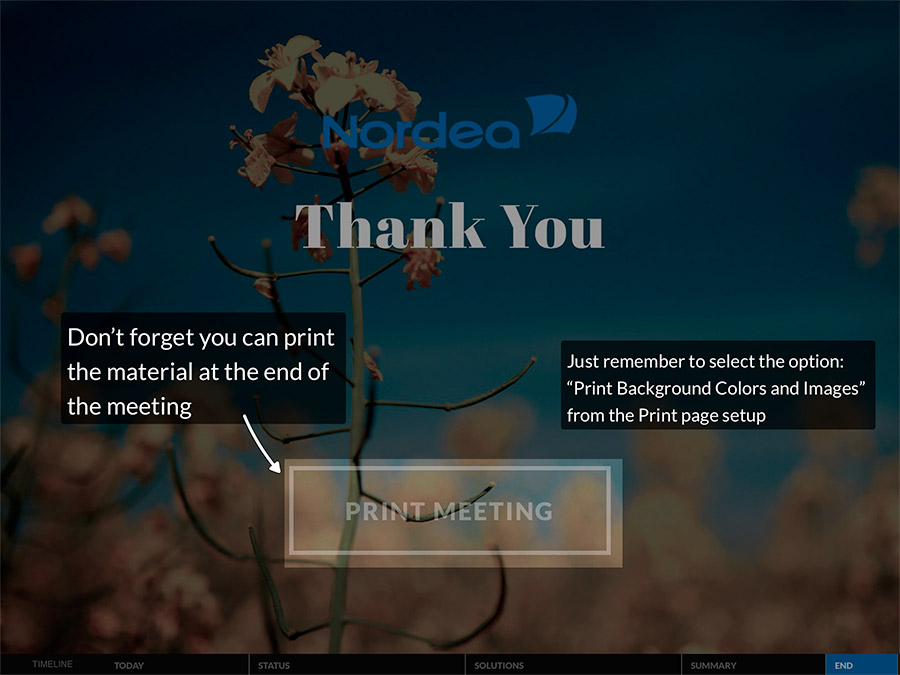 Nordea
Thank You
Don’t forget you can print
the material at the end of
the meeting
Just remember to select the option:
“Print Background Colors and Images”
from the Print page setup
PRINT MEETING
TIMELINE TODAY STATUS SOLUTIONS SUMMARY END